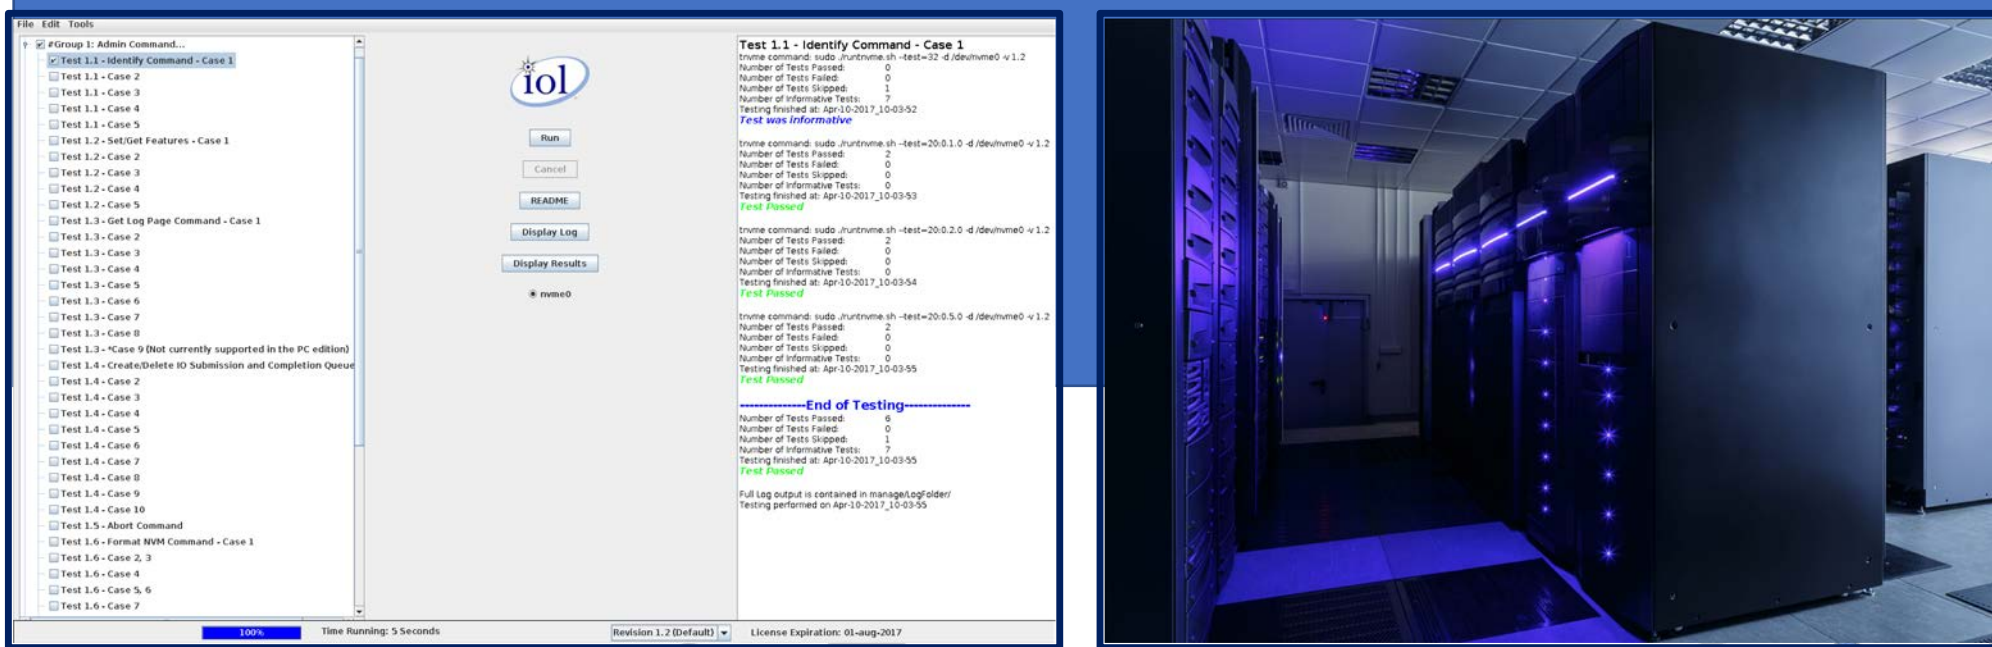 File Edit Tools
#Group 1: Admin Command...
Test 1.1 - Identify Command - Case 1
Test 1.1 - Case 2
Test 1.1 - Case 3
Test 1.1 - Case 4
Test 1.1 - Case 5
Test 1.2 - Set/Get Features - Case 1
Test 1.2 - Case 2
Test 1.2 - Case 3
Test 1.2 - Case 4
Test 1.2 - Case 5
Test 1.3 - Get Log Page Command - Case 1
Test 1.3 - Case 2
Test 1.3 - Case 3
Test 1.3 - Case 4
Test 1.3 - Case 5
Test 1.3 - Case 6
Test 1.3 - Case 7
Test 1.3 - Case 8
Test 1.3 - *Case 9 (Not currently supported in the PC edition)
Test 1.4 - Create/Delete IO Submission and Completion Queue
Test 1.4 - Case 2
Test 1.4 - Case 3
Test 1.4 - Case 4
Test 1.4 - Case 5
Test 1.4 - Case 6
Test 1.4 - Case 7
Test 1.4 - Case 8
Test 1.4 - Case 9
Test 1.4 - Case 10
Test 1.5 - Abort Command
Test 1.6 - Format NVM Command - Case 1
Test 1.6 - Case 2, 3
Test 1.6 - Case 4
Test 1.6 - Case 5, 6
Test 1.6 - Case 7
iol
Run
Cancel
README
Display Log
Display Results
nvme0
Test 1.1 - Identify Command - Case 1
tnvme command: sudo ./runtnvme.sh --test=32 -d /dev/nvme0 -v 1.2
Number of Tests Passed: 0
Number of Tests Failed: 0
Number of Tests Skipped: 1
Number of Informative Tests: 7
Testing finished at: Apr-10-2017_10-03-52
Test was informative
tnvme command: sudo ./runtnvme.sh --test=20:0.1.0 -d /dev/nvme0 -v 1.2
Number of Tests Passed: 2
Number of Tests Failed: 0
Number of Tests Skipped: 0
Number of Informative Tests: 0
Testing finished at: Apr-10-2017_10-03-53
Test Passed
tnvme command: sudo ./runtnvme.sh --test=20:0.2.0 -d /dev/nvme0 -v 1.2
Number of Tests Passed: 2
Number of Tests Failed: 0
Number of Tests Skipped: 0
Number of Informative Tests: 0
Testing finished at: Apr-10-2017_10-03-54
Test Passed
tnvme command: sudo ./runtnvme.sh --test=20:0.5.0 -d /dev/nvme0 -v 1.2
Number of Tests Passed: 2
Number of Tests Failed: 0
Number of Tests Skipped: 0
Number of Informative Tests: 0
Testing finished at: Apr-10-2017_10-03-55
Test Passed
--------------End of Testing--------------
Number of Tests Passed: 6
Number of Tests Failed: 0
Number of Tests Skipped: 1
Number of Informative Tests: 7
Testing finished at: Apr-10-2017_10-03-55
Test Passed
Full Log output is contained in manage/LogFolder/
Testing performed on Apr-10-2017_10-03-55
100% Time Running: 5 Seconds Revision 1.2 (Default) License Expiration: 01-aug-2017